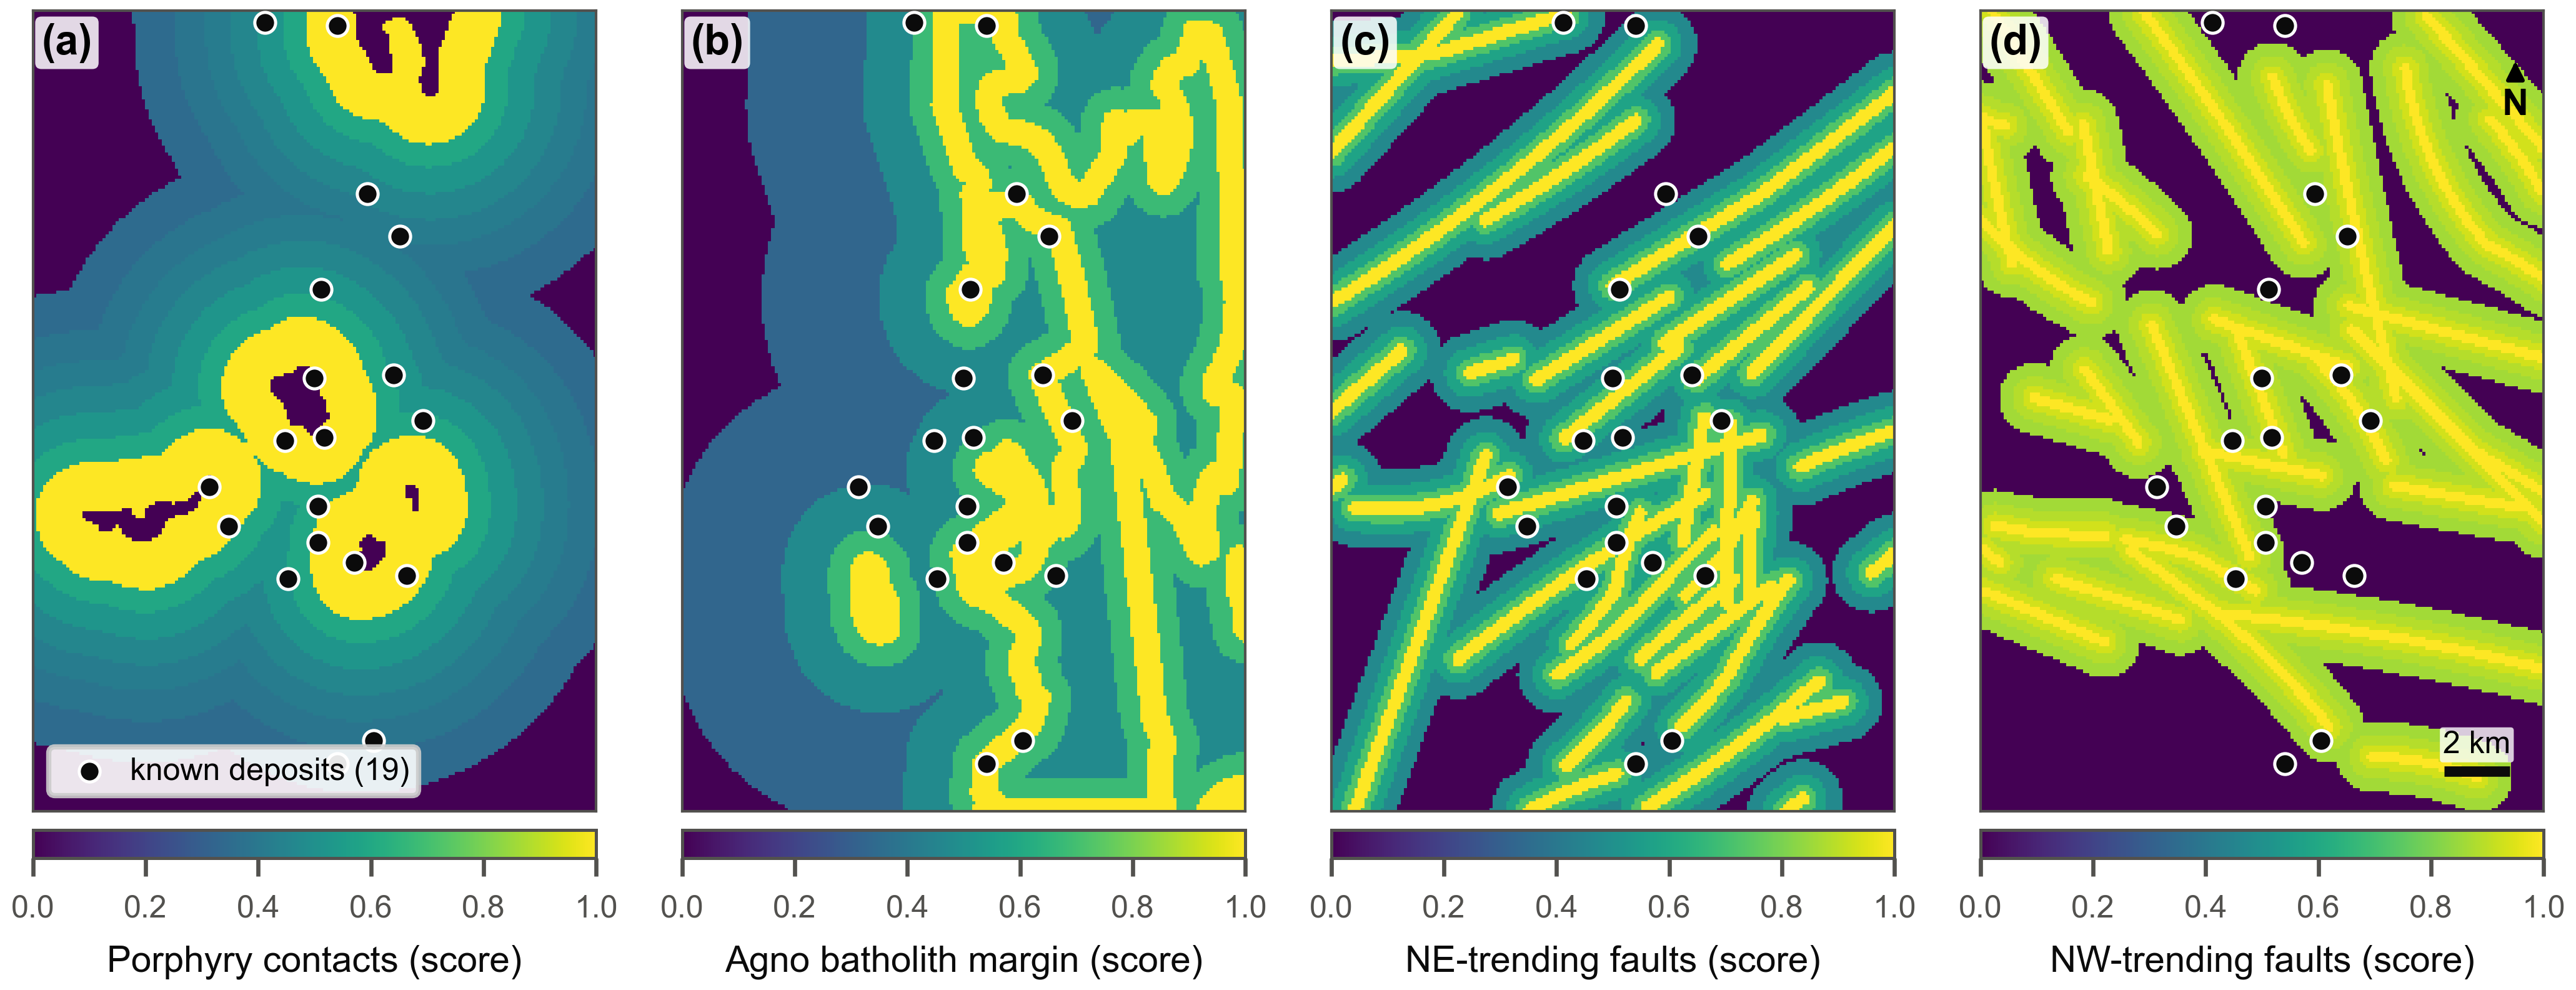 (a) (b) (c) (d)
N
known deposits (19)
2 km
0.0 0.2 0.4 0.6 0.8 1.0
Porphyry contacts (score)
0.0 0.2 0.4 0.6 0.8 1.0
Agno batholith margin (score)
0.0 0.2 0.4 0.6 0.8 1.0
NE-trending faults (score)
0.0 0.2 0.4 0.6 0.8 1.0
NW-trending faults (score)